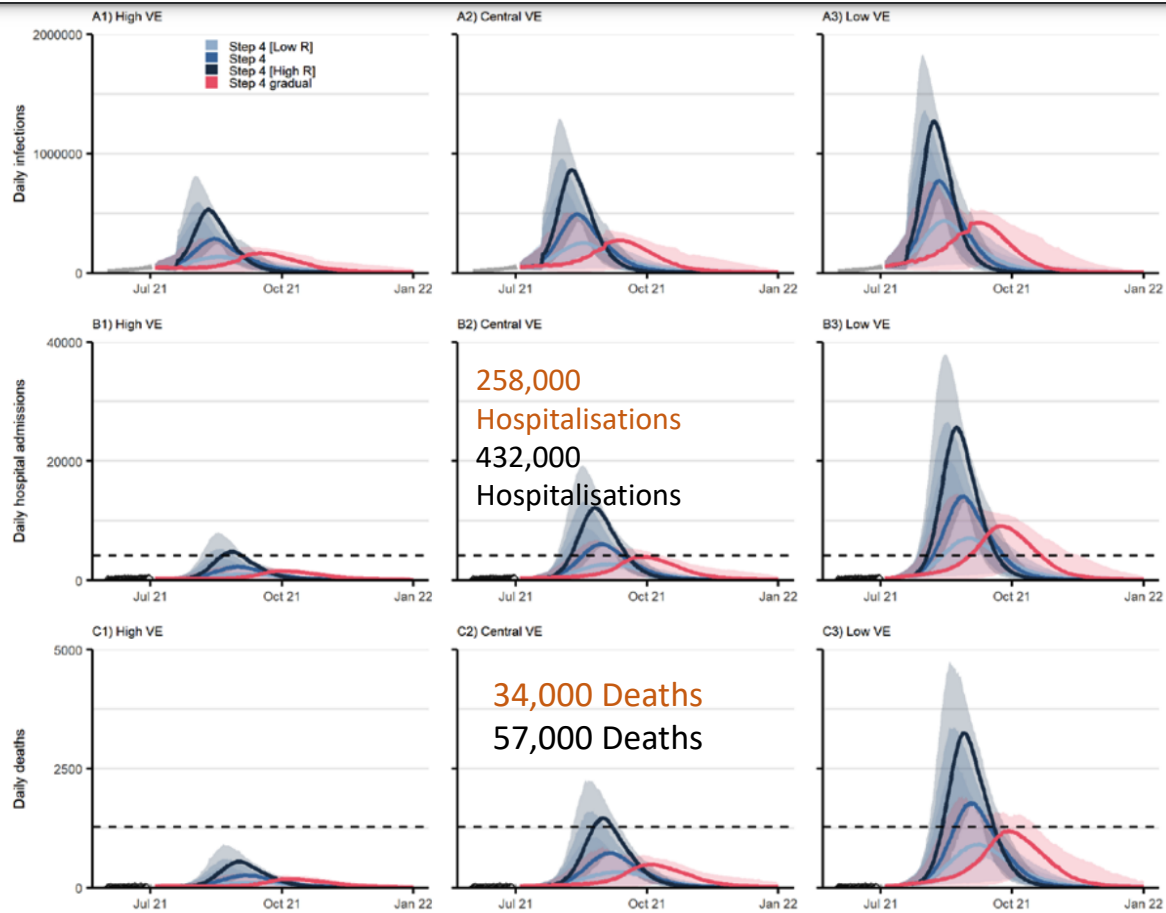 A1) High VE
A2) Central VE
A3) Low VE
2000000
1000000
0
Daily infections
Step 4 [Low R]
Step 4
Step 4 [High R]
Step 4 gradual
Jul 21
Oct 21
Jan 22
Jul 21
Oct 21
Jan 22
Jul 21
Oct 21
Jan 22
B1) High VE
B2) Central VE
B3) Low VE
40000
20000
0
Daily hospital admissions
258,000
Hospitalisations
432,000
Hospitalisations
Jul 21
Oct 21
Jan 22
Jul 21
Oct 21
Jan 22
Jul 21
Oct 21
Jan 22
C1) High VE
C2) Central VE
C3) Low VE
5000
2500
0
Daily deaths
34,000 Deaths
57,000 Deaths
Jul 21
Oct 21
Jan 22
Jul 21
Oct 21
Jan 22
Jul 21
Oct 21
Jan 22